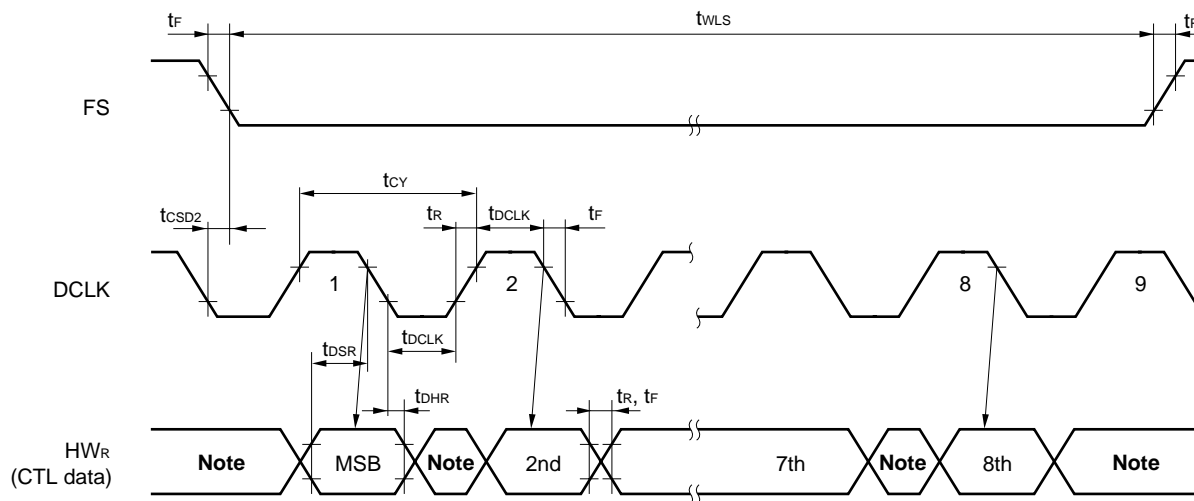 tF tWLS tR
FS
tCY
tCSD2 tR tDCLK tF
DCLK 1 2 8 9
tDSR tDCLK
tDHR tR, tF
HWR
(CTL data) Note MSB Note 2nd 7th Note 8th Note